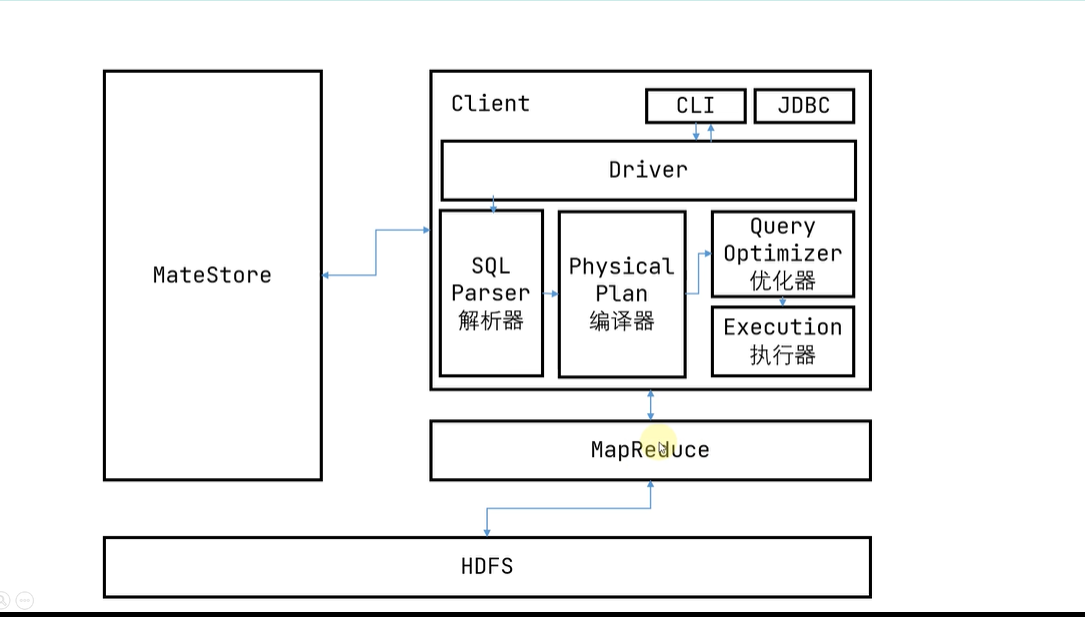 Client
CLI
JDBC
Driver
MateStore
SQL
Parser
解析器
Physical
Plan
编译器
Query
Optimizer
优化器
Execution
执行器
MapReduce
HDFS